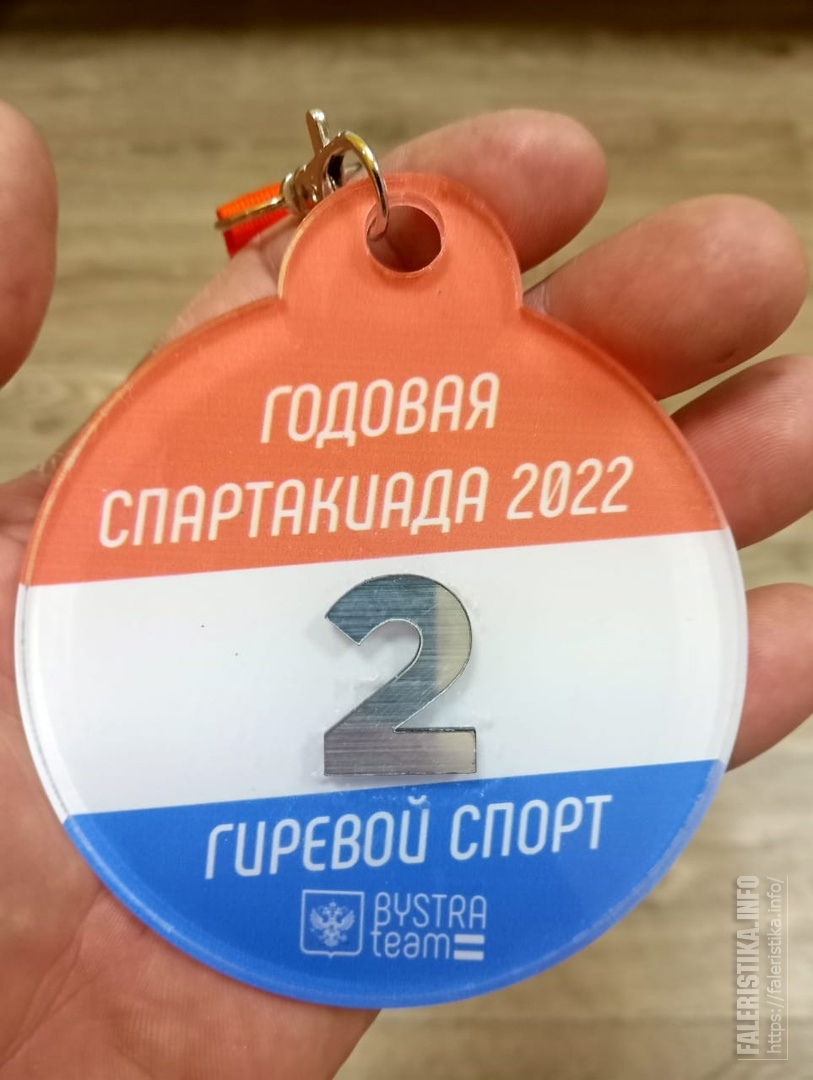 ГОДОВАЯ
СПАРТАКИАДА 2022
2
ГИРЕВОЙ СПОРТ
BYSTRA
team
FALERISTIKA.INFO
https://faleristika.info/